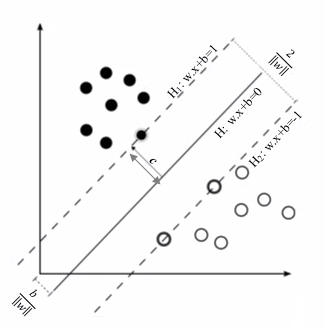 H₁: w.x+b=1
2
||w||
H: w.x+b=0
H₂: w.x+b=-1
c
b
||w||